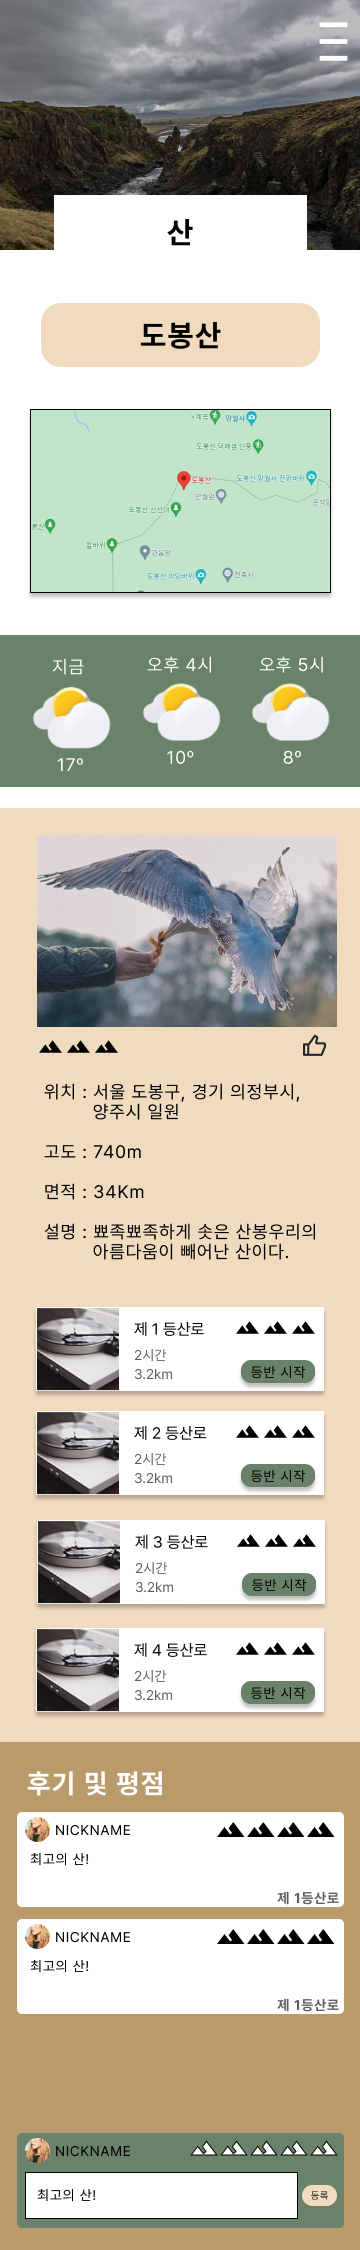 산
도봉산
Y계곡
망월사
도봉산 덕제샘 안풍
도봉산
도봉산 망월사 전망바위
만월암
도봉산 신선대
칼바위
관음암
도봉산 마당바위
천축사
지금
오후 4시
오후 5시
17°
10°
8°
위치 : 서울 도봉구, 경기 의정부시,
양주시 일원
고도 : 740m
면적 : 34Km
설명 : 뾰족뾰족하게 솟은 산봉우리의
아름다움이 빼어난 산이다.
제 1 등산로
2시간
3.2km
등반 시작
제 2 등산로
2시간
3.2km
등반 시작
제 3 등산로
2시간
3.2km
등반 시작
제 4 등산로
2시간
3.2km
등반 시작
후기 및 평점
NICKNAME
최고의 산!
제 1등산로
NICKNAME
최고의 산!
제 1등산로
NICKNAME
최고의 산!
등록